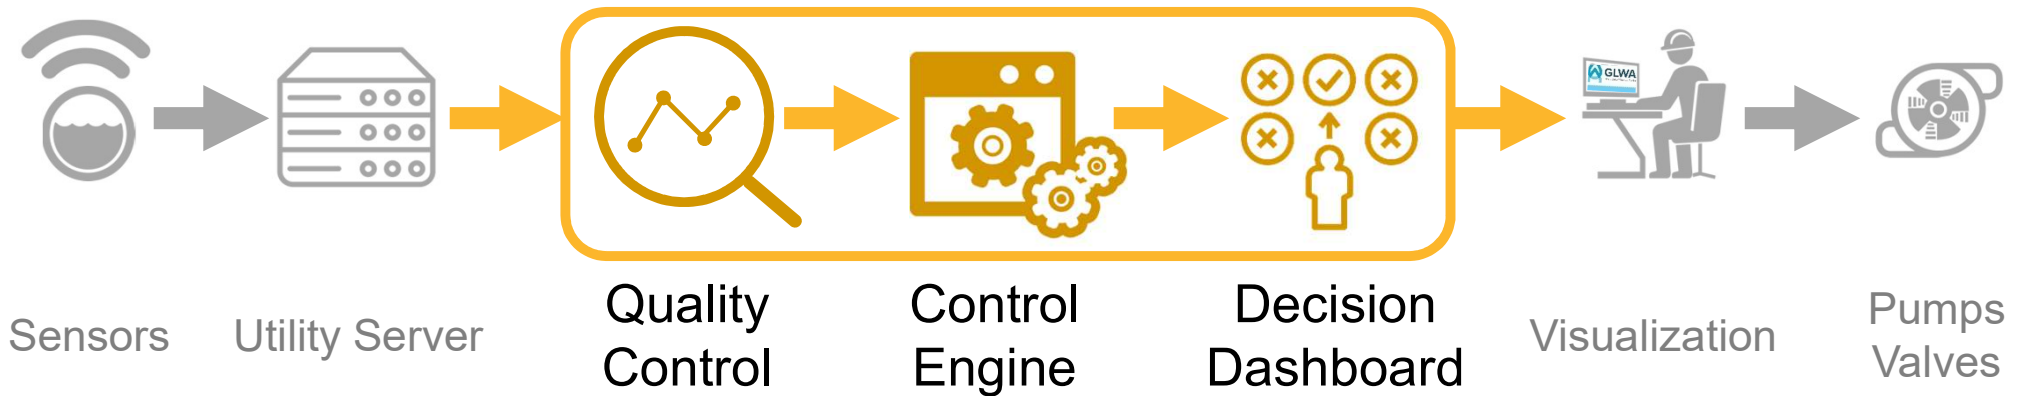 GLWA
Sensors
Utility Server
Quality
Control
Control
Engine
Decision
Dashboard
Visualization
Pumps
Valves